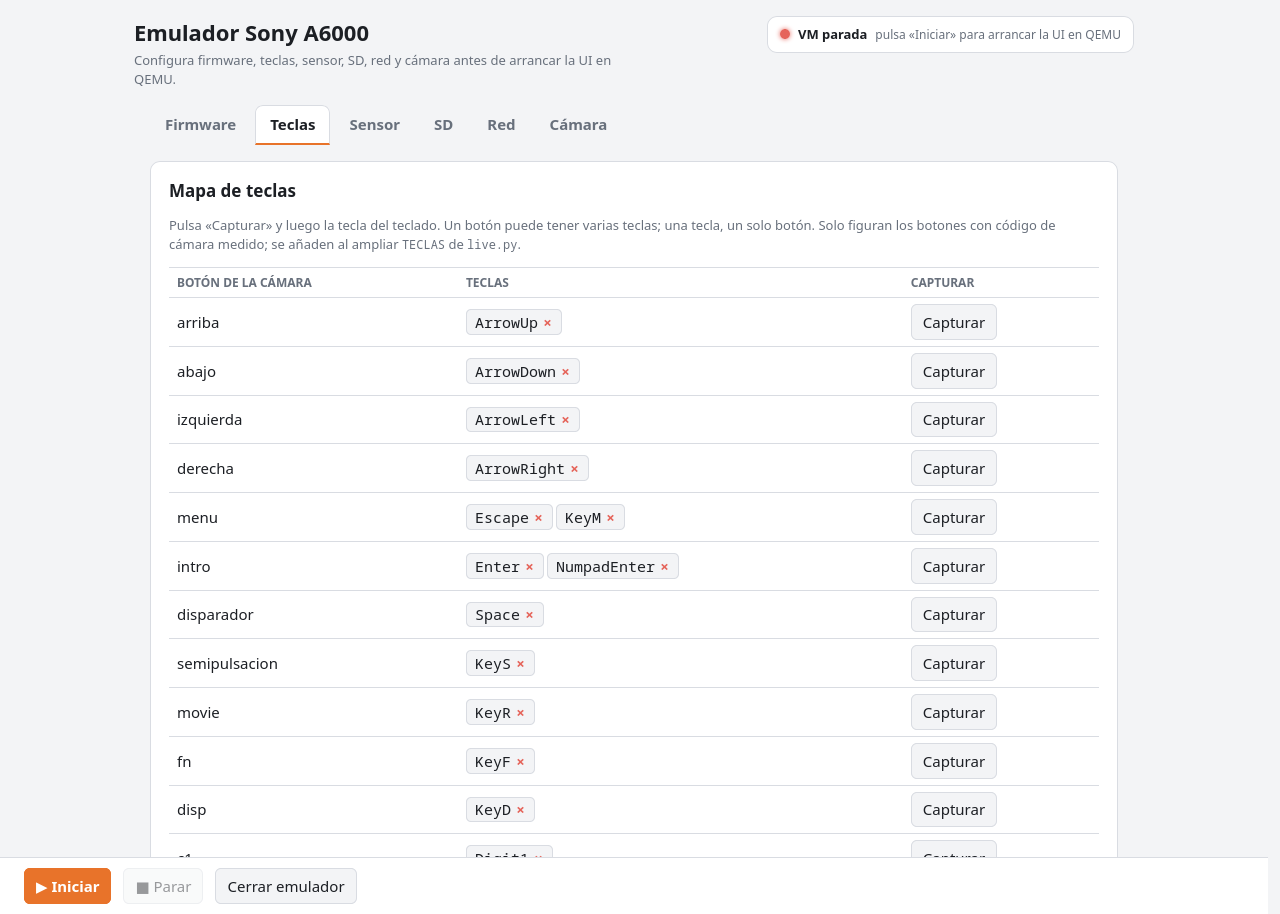 Emulador Sony A6000
Configura firmware, teclas, sensor, SD, red y cámara antes de arrancar la UI en
QEMU.
VM parada pulsa «Iniciar» para arrancar la UI en QEMU
Firmware Teclas Sensor SD Red Cámara
Mapa de teclas
Pulsa «Capturar» y luego la tecla del teclado. Un botón puede tener varias teclas; una tecla, un solo botón. Solo figuran los botones con código de
cámara medido; se añaden al ampliar TECLAS de live.py.
BOTÓN DE LA CÁMARA TECLAS CAPTURAR
arriba ArrowUp × Capturar
abajo ArrowDown × Capturar
izquierda ArrowLeft × Capturar
derecha ArrowRight × Capturar
menu Escape × KeyM × Capturar
intro Enter × NumpadEnter × Capturar
disparador Space × Capturar
semipulsacion KeyS × Capturar
movie KeyR × Capturar
fn KeyF × Capturar
disp KeyD × Capturar
c1 Digit1 × Capturar
▶ Iniciar ■ Parar Cerrar emulador